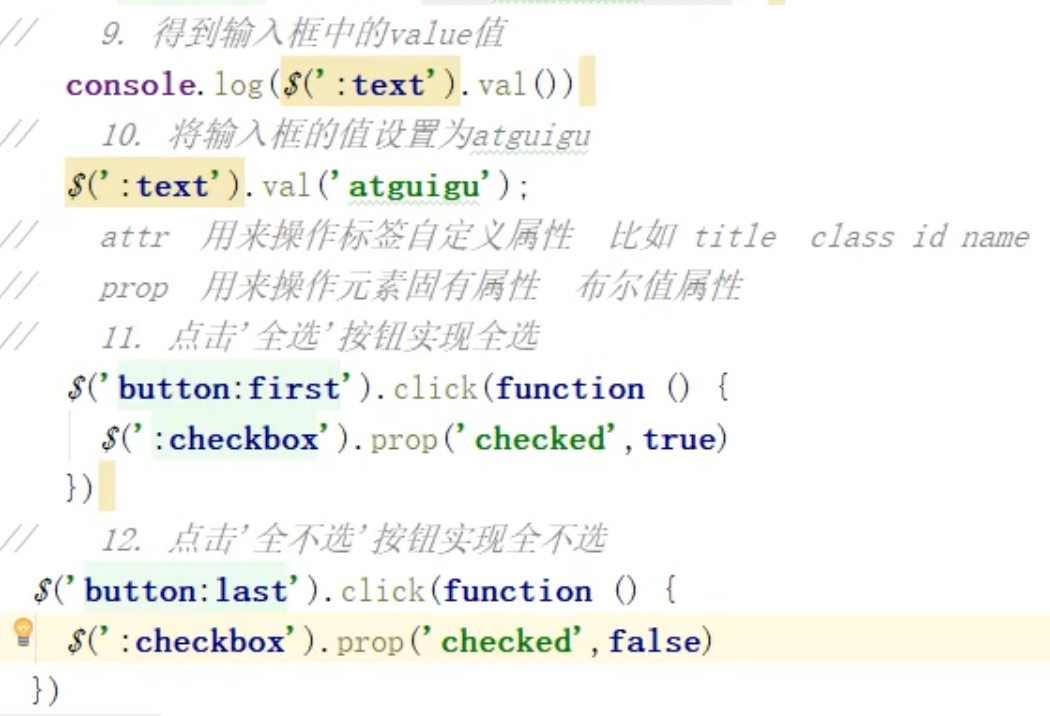 // 9. 得到输入框中的value值
console.log($(':text').val())
// 10. 将输入框的值设置为atguigu
$(':text').val('atguigu');
// attr 用来操作标签自定义属性 比如 title class id name
// prop 用来操作元素固有属性 布尔值属性
// 11. 点击'全选'按钮实现全选
$('button:first').click(function () {
$(':checkbox').prop('checked',true)
})
// 12. 点击'全不选'按钮实现全不选
$('button:last').click(function () {
$(':checkbox').prop('checked',false)
})